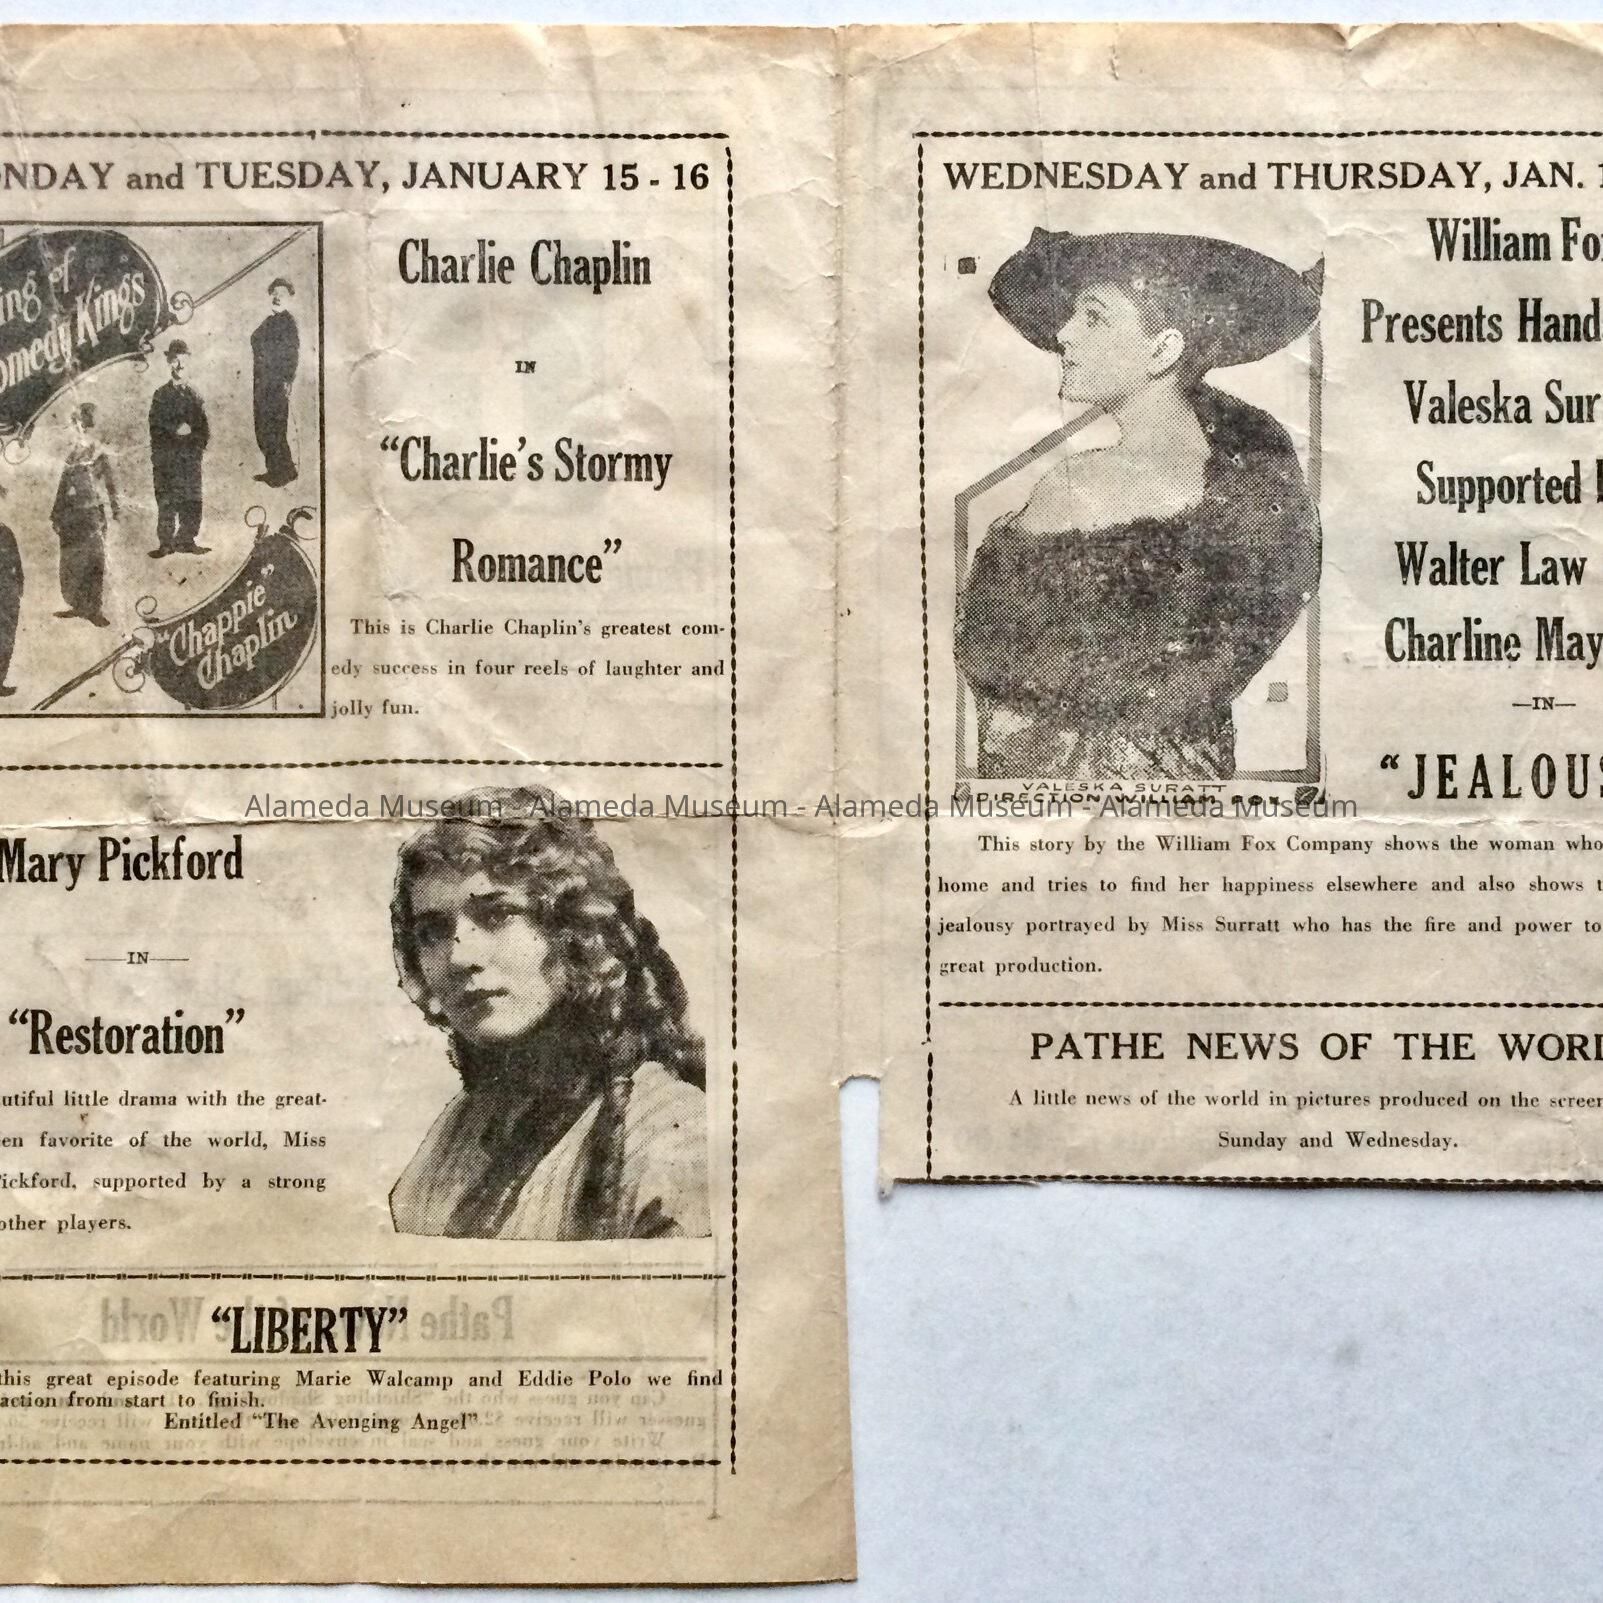 NDAY and TUESDAY, JANUARY 15 - 16
ing of
omedy Kings
"Chappie"
Chaplin
Charlie Chaplin
IN
"Charlie's Stormy
Romance"
This is Charlie Chaplin's greatest com-
edy success in four reels of laughter and
jolly fun.
Mary Pickford
—IN—
"Restoration"
utiful little drama with the great-
en favorite of the world, Miss
ickford, supported by a strong
other players.
"LIBERTY"
this great episode featuring Marie Walcamp and Eddie Polo we find
action from start to finish.
Entitled "The Avenging Angel"
WEDNESDAY and THURSDAY, JAN. 1
William Fo
Presents Hand
Valeska Sur
Supported
Walter Law
Charline May
—IN—
"JEALOUS
VALESKA SURATT
DIRECTION WILLIAM FOX
This story by the William Fox Company shows the woman who
home and tries to find her happiness elsewhere and also shows t
jealousy portrayed by Miss Surratt who has the fire and power to
great production.
PATHE NEWS OF THE WORL
A little news of the world in pictures produced on the screen
Sunday and Wednesday.
Alameda Museum - Alameda Museum - Alameda Museum - Alameda Museum